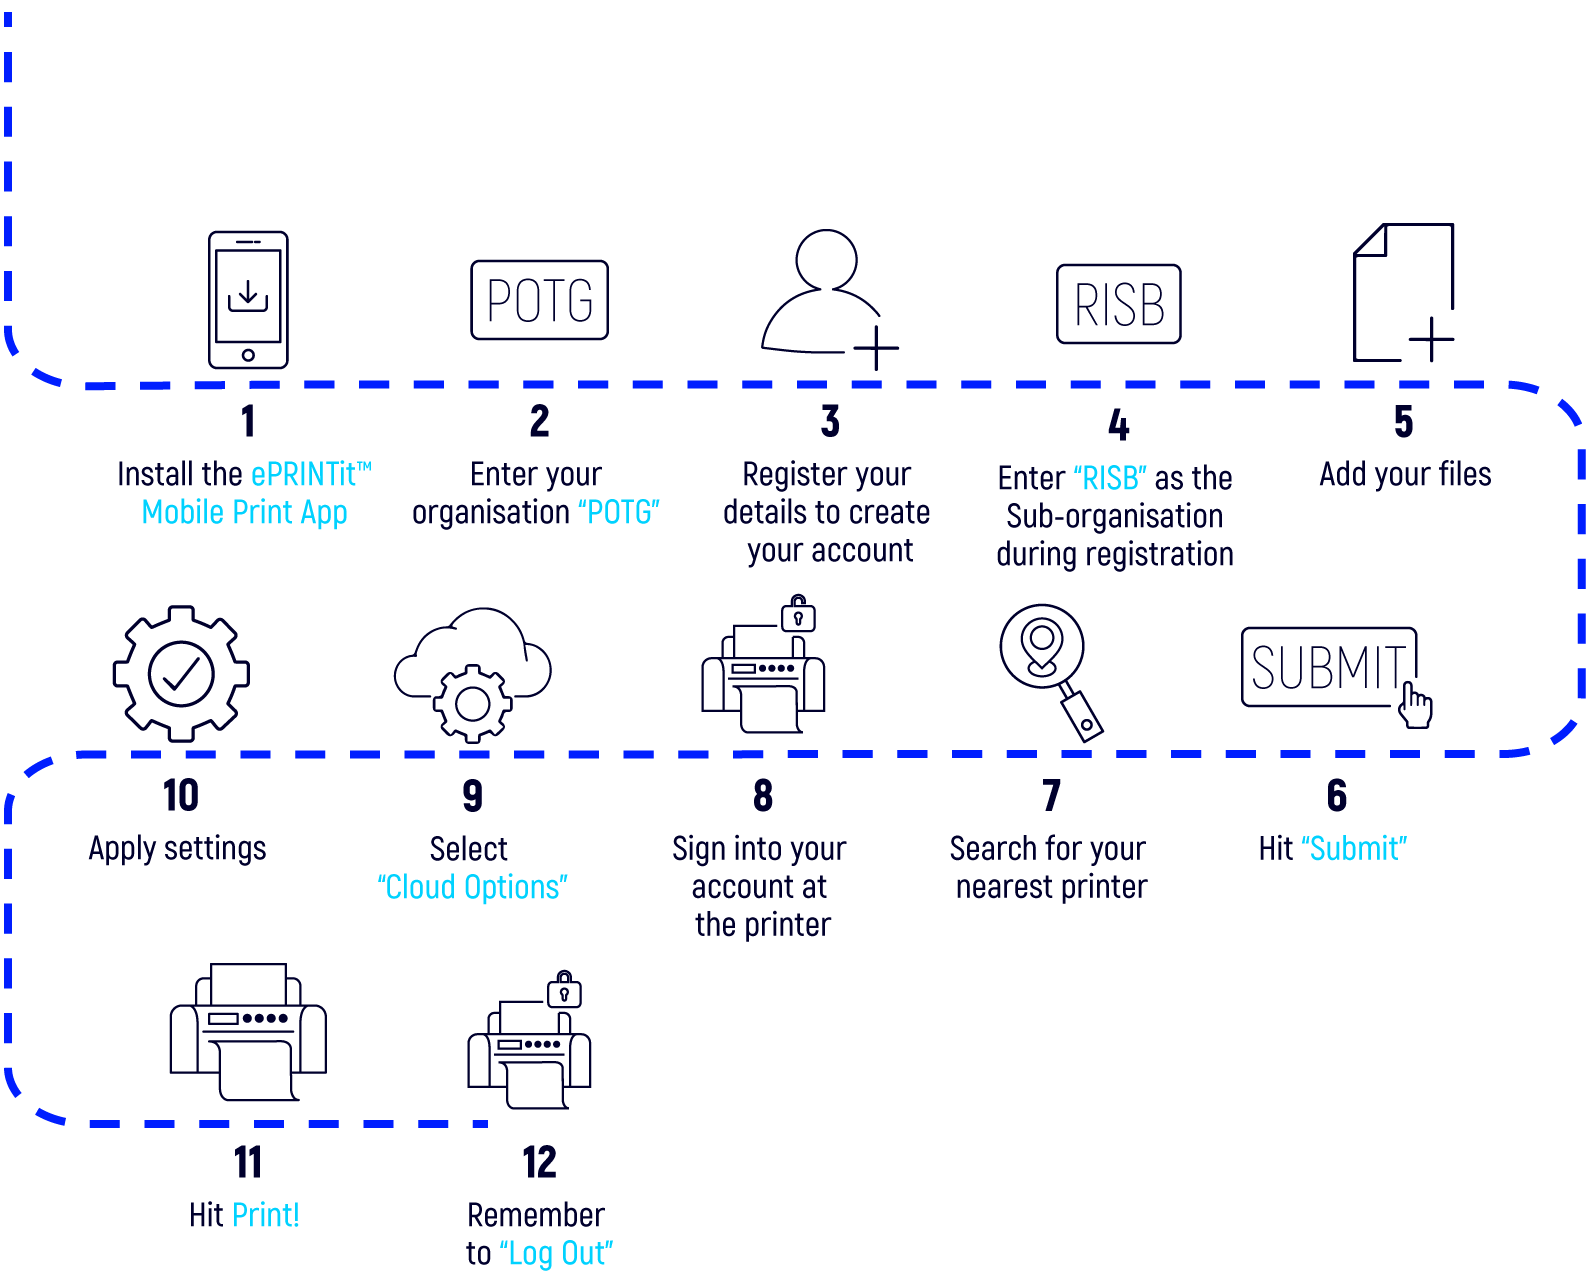 POTG
RISB
1
Install the ePRINTit™
Mobile Print App
2
Enter your
organisation “POTG”
3
Register your
details to create
your account
4
Enter “RISB” as the
Sub-organisation
during registration
5
Add your files
SUBMIT
6
Hit “Submit”
7
Search for your
nearest printer
8
Sign into your
account at
the printer
9
Select
“Cloud Options”
10
Apply settings
11
Hit Print!
12
Remember
to “Log Out”